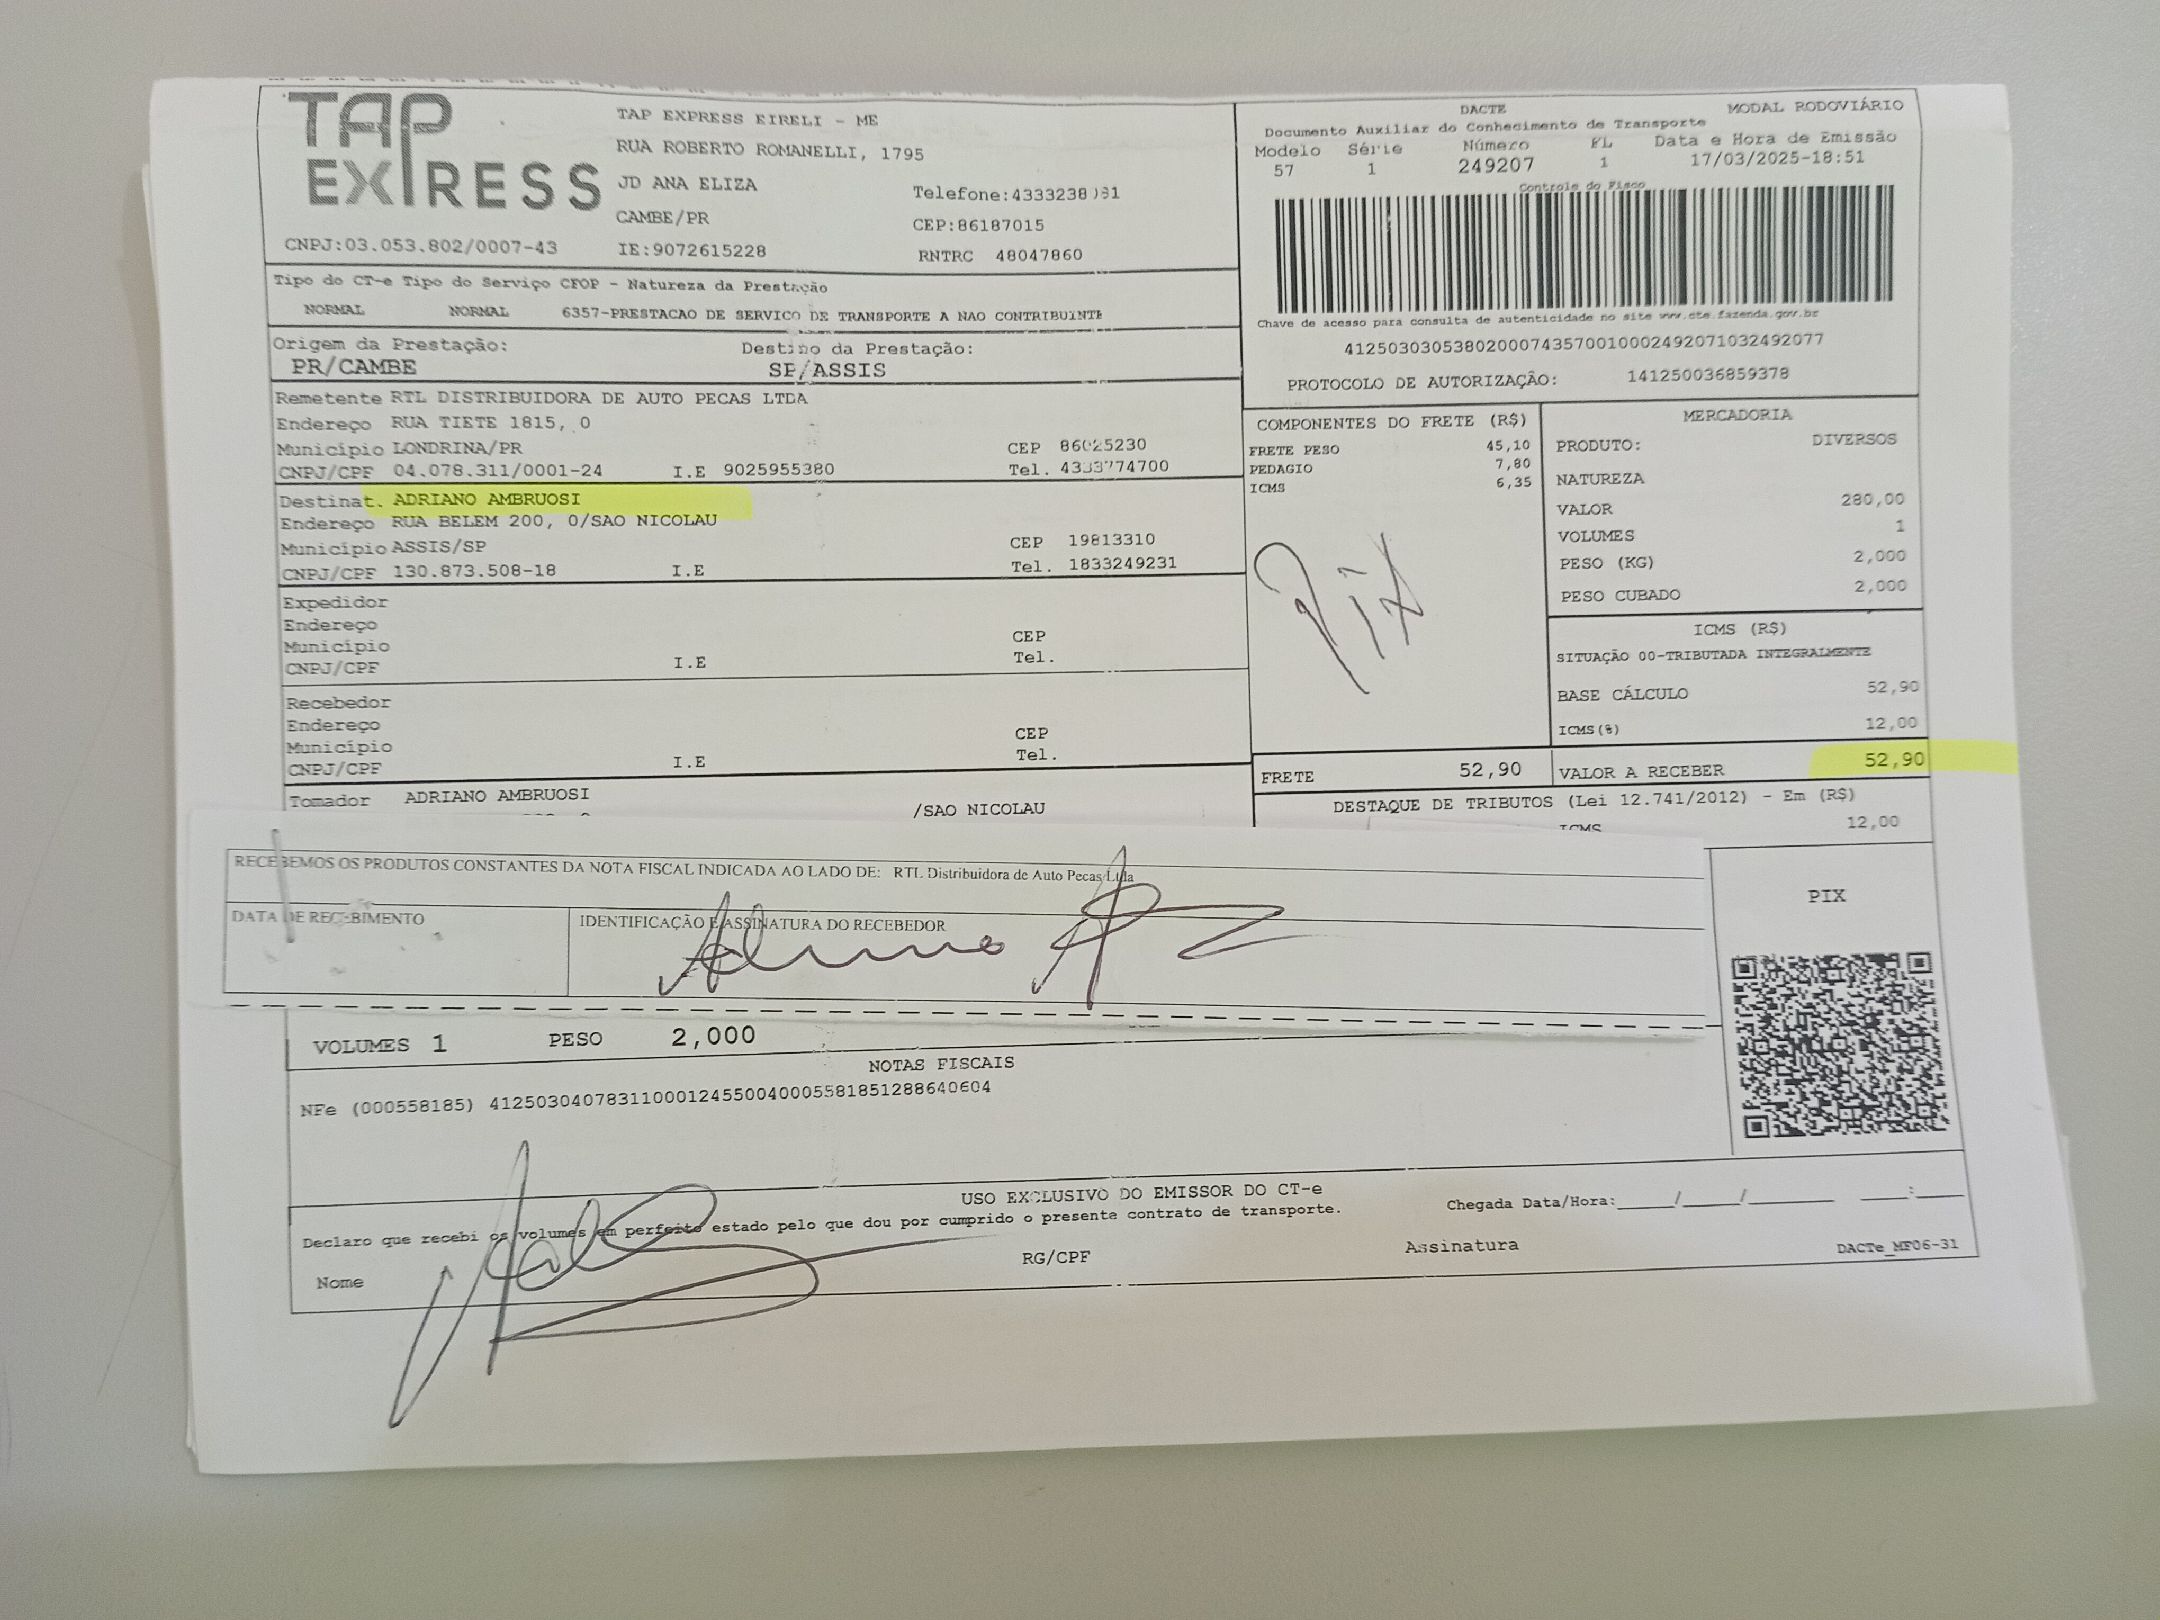 TAP EXPRESS
TAP EXPRESS EIRELI - ME
RUA ROBERTO ROMANELLI, 1795
JD ANA ELIZA
Telefone:4333238
CAMBE/PR
CEP:86187015
CNPJ:03.053.802/0007-43
IE:9072615228
RNTRC 48047860
DACTE
MODAL RODOVIÁRIO
Documento Auxiliar do Conhecimento de Transporte
Modelo Série Número FL Data e Hora de Emissão
57 1 249207 1 17/03/2025-18:51
Controle do Fisco
Chave de acesso para consulta de autenticidade no site www.cte.fazenda.gov.br
41250303053802000743570010002492071032492077
PROTOCOLO DE AUTORIZAÇÃO: 141250036859378
Tipo do CT-e Tipo do Serviço CFOP - Natureza da Prestação
NORMAL NORMAL 6357-PRESTACAO DE SERVICO DE TRANSPORTE A NAO CONTRIBUINTE
Origem da Prestação: Destino da Prestação:
PR/CAMBE SP/ASSIS
Remetente RTL DISTRIBUIDORA DE AUTO PECAS LTDA
Endereço RUA TIETE 1815, 0
Município LONDRINA/PR CEP 86025230
CNPJ/CPF 04.078.311/0001-24 I.E 9025955380 Tel. 4333774700
Destinat. ADRIANO AMBRUOSI
Endereço RUA BELEM 200, 0/SAO NICOLAU
Município ASSIS/SP CEP 19813310
CNPJ/CPF 130.873.508-18 I.E Tel. 1833249231
Expedidor
Endereço
Município CEP
CNPJ/CPF I.E Tel.
Recebedor
Endereço
Município CEP
CNPJ/CPF I.E Tel.
Tomador ADRIANO AMBRUOSI
/SAO NICOLAU
COMPONENTES DO FRETE (R$)
FRETE PESO 45,10
PEDAGIO 7,80
ICMS 6,35
Pix
MERCADORIA
PRODUTO: DIVERSOS
NATUREZA
VALOR 280,00
VOLUMES 1
PESO (KG) 2,000
PESO CUBADO 2,000
ICMS (R$)
SITUAÇÃO 00-TRIBUTADA INTEGRALMENTE
BASE CÁLCULO 52,90
ICMS(%) 12,00
FRETE 52,90
VALOR A RECEBER 52,90
DESTAQUE DE TRIBUTOS (Lei 12.741/2012) - Em (R$)
ICMS 12,00
RECEBEMOS OS PRODUTOS CONSTANTES DA NOTA FISCAL INDICADA AO LADO DE: RTL Distribuidora de Auto Pecas Ltda
DATA DE RECEBIMENTO
IDENTIFICAÇÃO E ASSINATURA DO RECEBEDOR
PIX
VOLUMES 1 PESO 2,000
NOTAS FISCAIS
NFe (000558185) 41250304078311000124550040005581851288640604
USO EXCLUSIVO DO EMISSOR DO CT-e
Declaro que recebi os volumes em perfeito estado pelo que dou por cumprido o presente contrato de transporte.
Chegada Data/Hora:____/____/______ ____:____
Nome
RG/CPF
Assinatura
DACTe_MF06-31